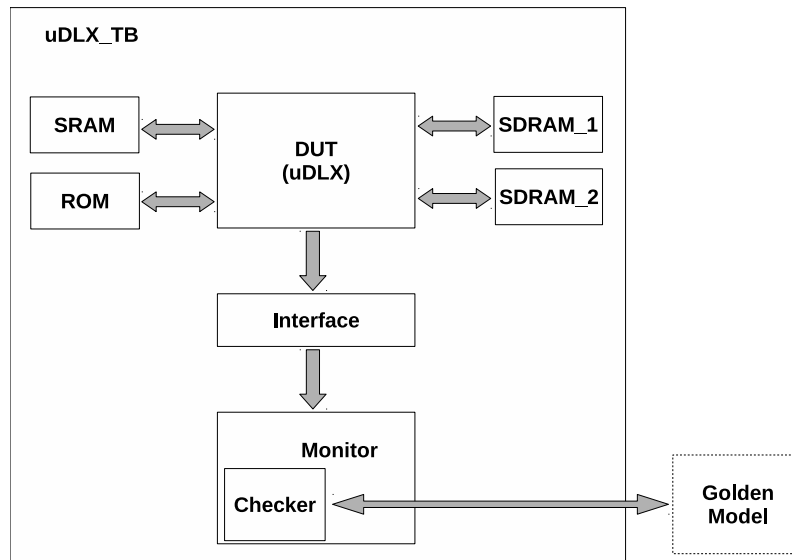 uDLX_TB
SRAM
DUT
(uDLX)
SDRAM_1
ROM
SDRAM_2
Interface
Monitor
Checker
Golden
Model